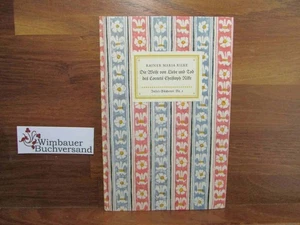 RAINER MARIA RILKE
Die Weise von Liebe und Tod
des Cornets Christoph Rilke
Insel-Bücherei Nr. 1
Wimbauer
Buchversand